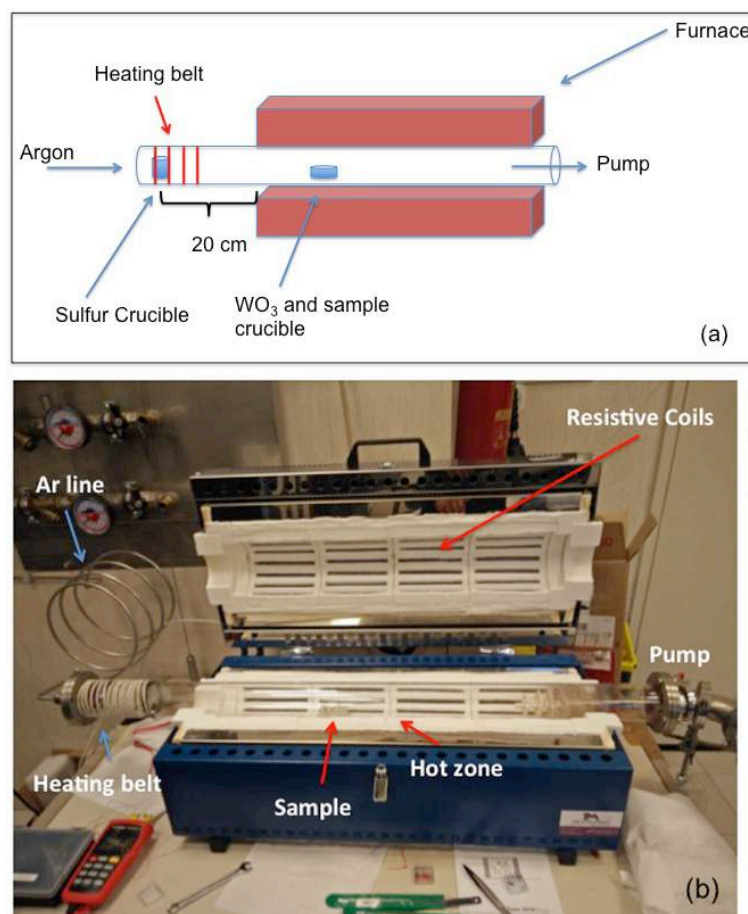 Furnace
Heating belt
Argon
Pump
20 cm
WO₃ and sample
crucible
Sulfur Crucible
(a)
Resistive Coils
Ar line
Pump
Hot zone
Heating belt
Sample
(b)